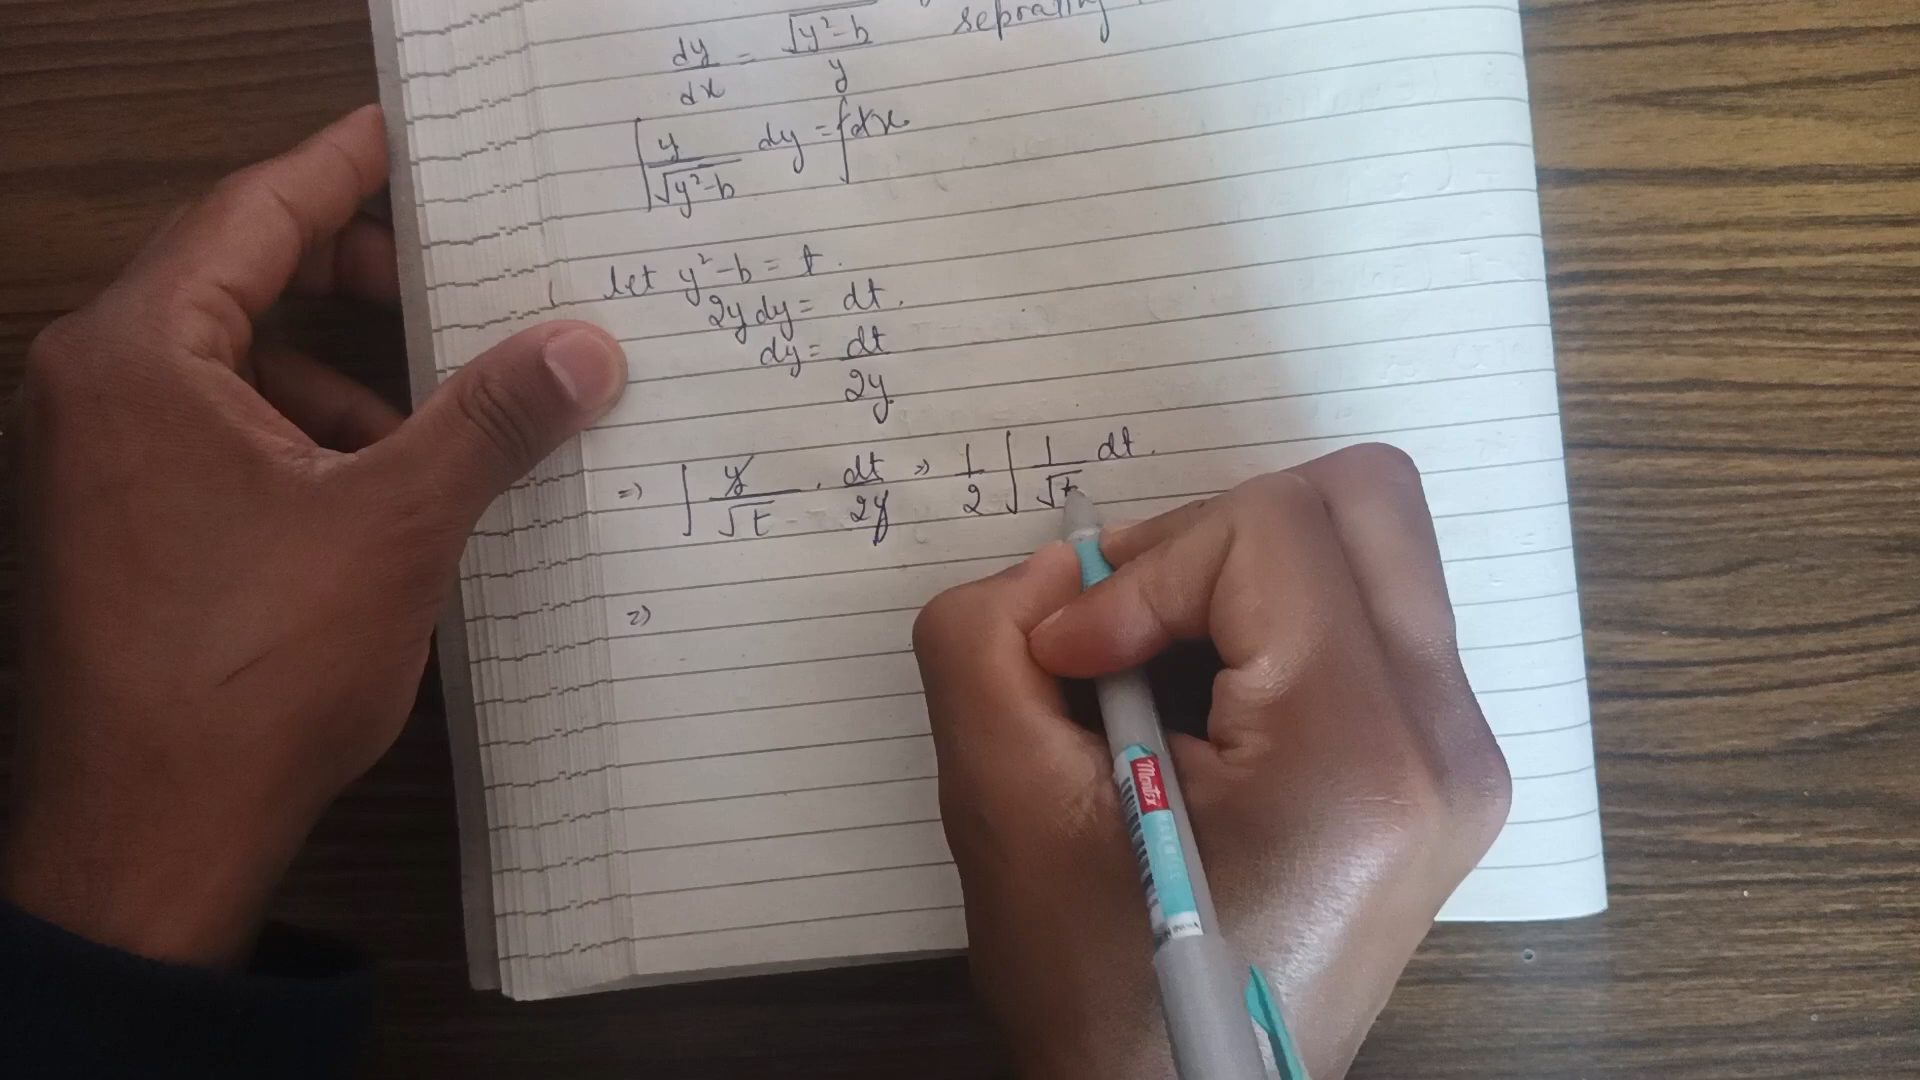 dy/dx = √y²-b/y
∫ y/√y²-b dy = ∫dx
let y²-b = t.
2y dy = dt.
dy = dt/2y
=> ∫ y/√t . dt/2y => 1/2 ∫ 1/√t dt.
=>
Montex